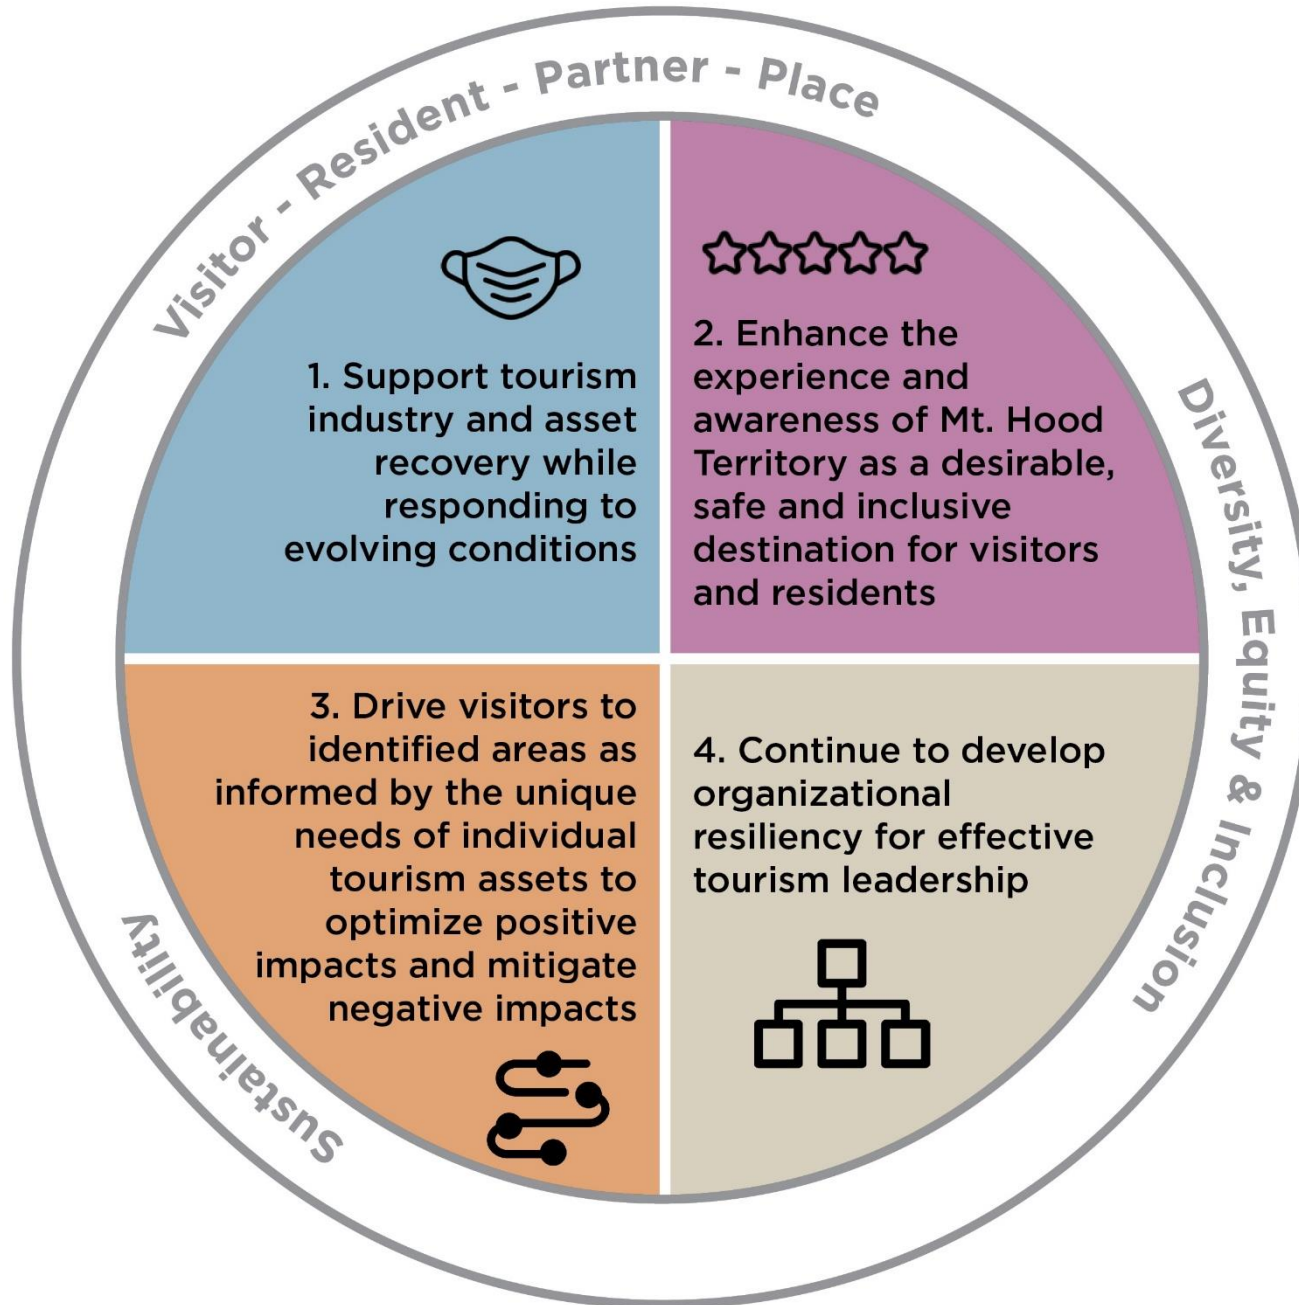 Visitor - Resident - Partner - Place
1. Support tourism
industry and asset
recovery while
responding to
evolving conditions
2. Enhance the
experience and
awareness of Mt. Hood
Territory as a desirable,
safe and inclusive
destination for visitors
and residents
Diversity, Equity & Inclusion
3. Drive visitors to
identified areas as
informed by the unique
needs of individual
tourism assets to
optimize positive
impacts and mitigate
negative impacts
4. Continue to develop
organizational
resiliency for effective
tourism leadership
Sustainability